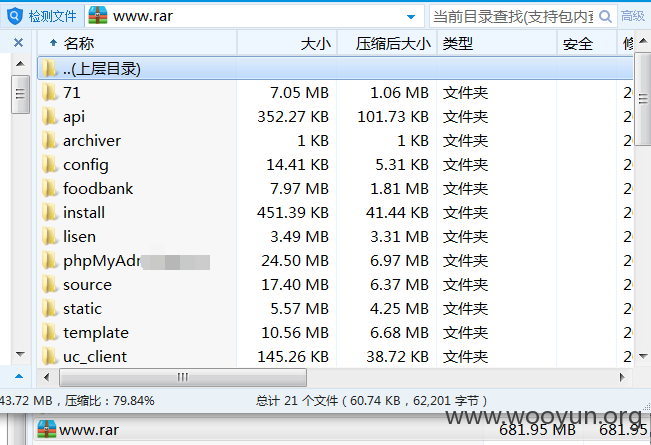 检测文件 www.rar 当前目录查找(支持包内查 高级
名称 大小 压缩后大小 类型 安全 修
..(上层目录)
71 7.05 MB 1.06 MB 文件夹 2
api 352.27 KB 101.73 KB 文件夹 2
archiver 1 KB 1 KB 文件夹 2
config 14.41 KB 5.31 KB 文件夹 2
foodbank 7.97 MB 1.81 MB 文件夹 2
install 451.39 KB 41.44 KB 文件夹 2
lisen 3.49 MB 3.31 MB 文件夹 2
phpMyAdr 24.50 MB 6.97 MB 文件夹 2
source 17.40 MB 6.37 MB 文件夹 2
static 5.57 MB 4.25 MB 文件夹 2
template 10.56 MB 6.68 MB 文件夹 2
uc_client 145.26 KB 38.72 KB 文件夹 2
43.72 MB，压缩比：79.84% 总计 21 个文件（60.74 KB，62,201 字节）
www.wooyun.org
www.rar 681.95 MB 681.95